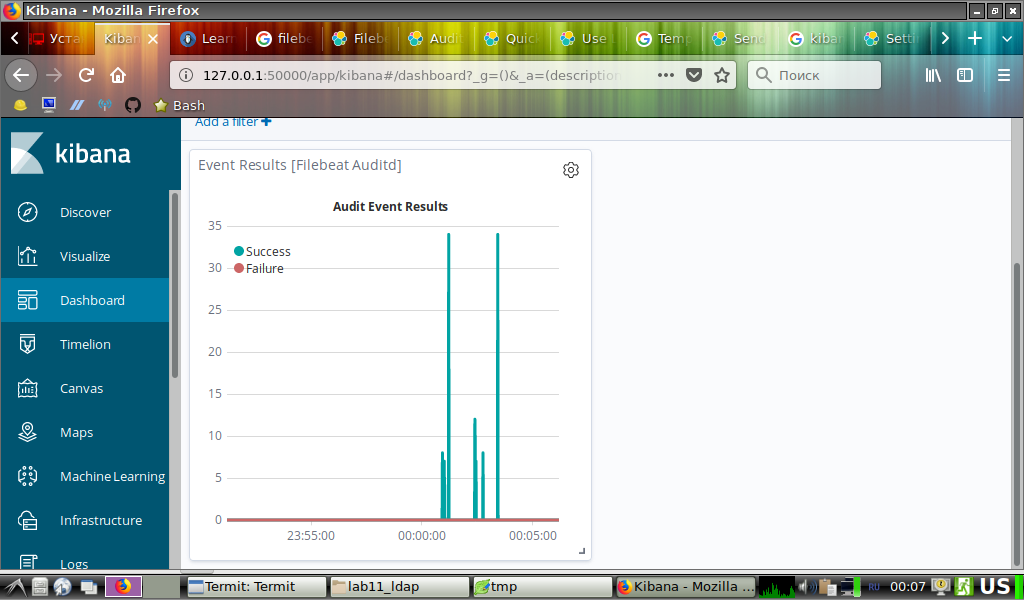 Kibana - Mozilla Firefox
Уста
Kiban
Learn
filebe
Filebe
Audi
Quic
Use
Temp
Send
kiban
Setti
127.0.0.1:50000/app/kibana#/dashboard?_g=()&_a=(description
Поиск
Bash
kibana
Add a filter
Discover
Visualize
Dashboard
Timelion
Canvas
Maps
Machine Learning
Infrastructure
Logs
Event Results [Filebeat Auditd]
Audit Event Results
Success
Failure
35
30
25
20
15
10
5
0
23:55:00
00:00:00
00:05:00
Termit: Termit
lab11_ldap
tmp
Kibana - Mozilla ...
RU
00:07
US